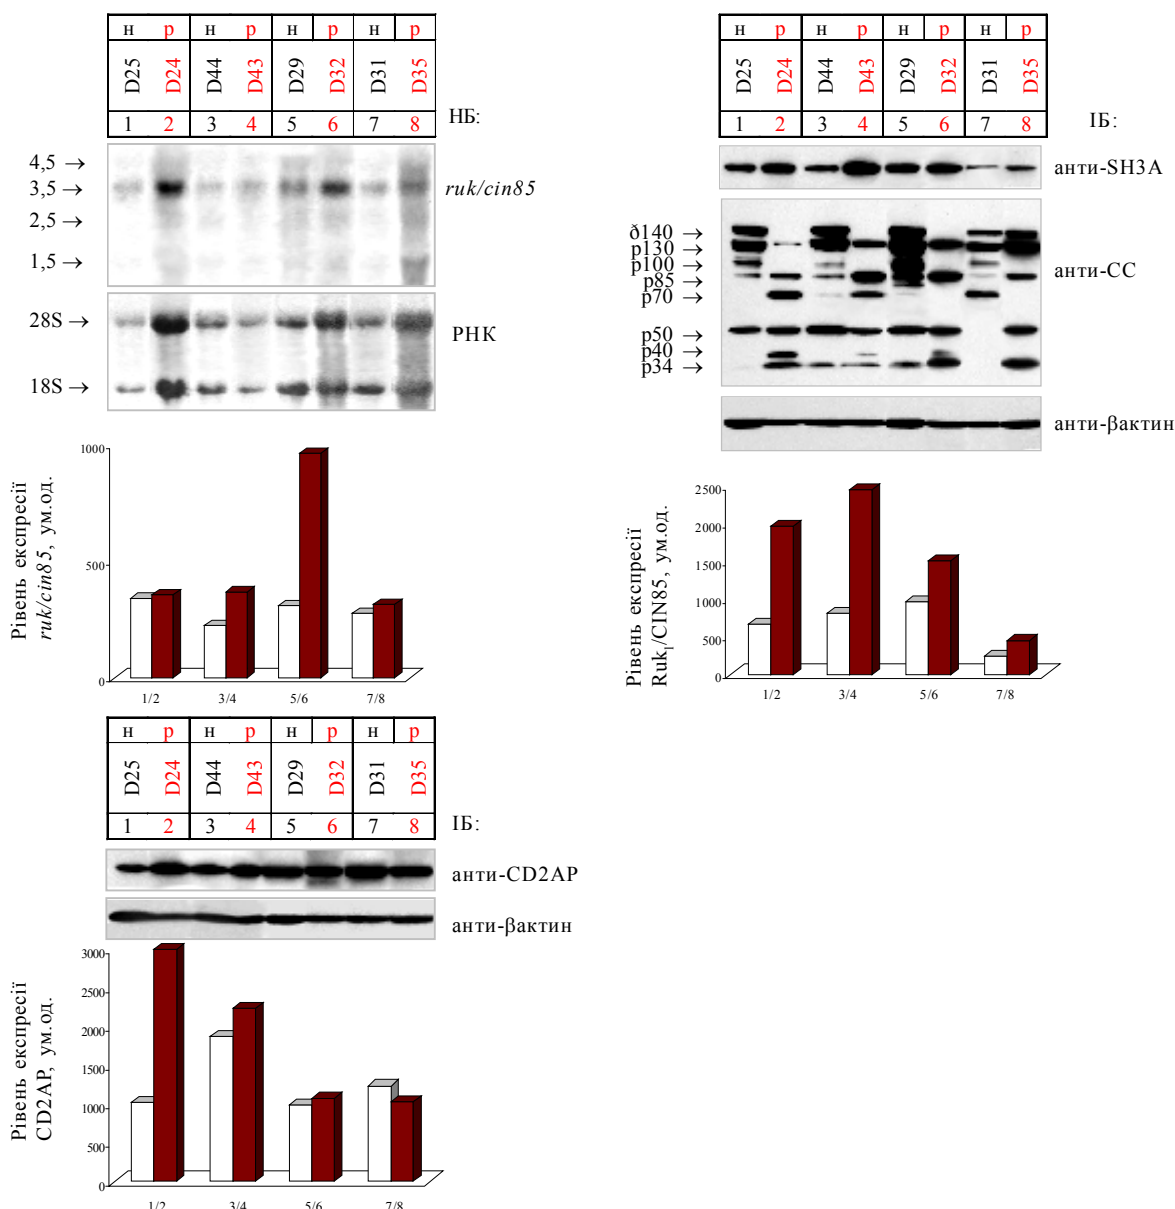 н р н р н р н р
D25 D24 D44 D43 D29 D32 D31 D35
1 2 3 4 5 6 7 8
НБ:
4,5 →
3,5 →
2,5 →
1,5 →
ruk/cin85
28S →
18S →
РНК
Рівень експресії
ruk/cin85, ум.од.
1000
500
0
1/2 3/4 5/6 7/8
н р н р н р н р
D25 D24 D44 D43 D29 D32 D31 D35
1 2 3 4 5 6 7 8
ІБ:
анти-SH3A
ð140 →
p130 →
p100 →
p85 →
p70 →
p50 →
p40 →
p34 →
анти-CC
анти-βактин
Рівень експресії
Rukl/CIN85, ум.од.
2500
2000
1500
1000
500
0
1/2 3/4 5/6 7/8
н р н р н р н р
D25 D24 D44 D43 D29 D32 D31 D35
1 2 3 4 5 6 7 8
ІБ:
анти-CD2AP
анти-βактин
Рівень експресії
CD2AP, ум.од.
3000
2500
2000
1500
1000
500
0
1/2 3/4 5/6 7/8